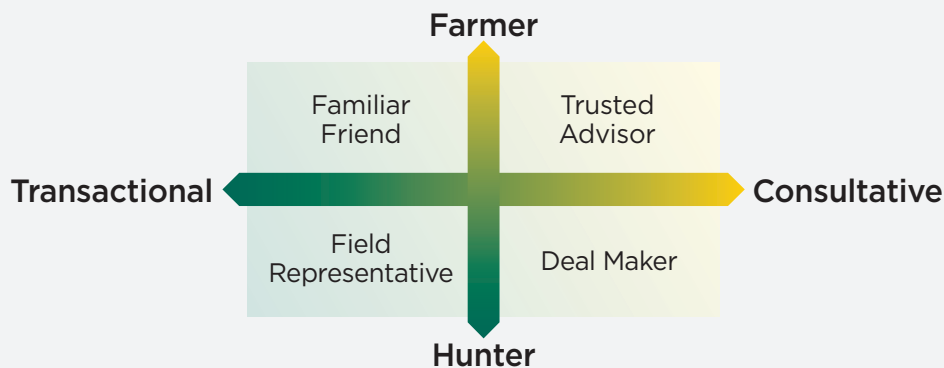 Farmer
Familiar
Friend
Trusted
Advisor
Transactional
Consultative
Field
Representative
Deal Maker
Hunter